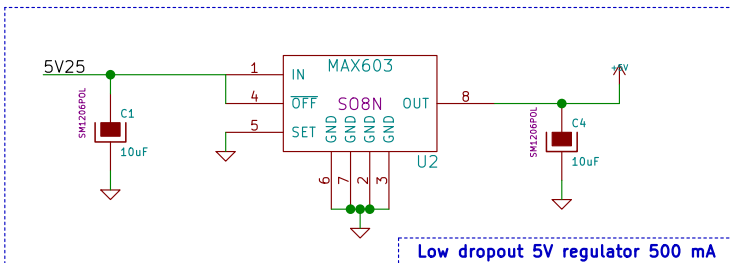 5V25
SM1206POL
C1
10uF
1
4
5
MAX603
IN
OFF
SO8N
OUT
SET
GND
GND
GND
GND
U2
8
6
7
2
3
+5V
SM1206POL
C4
10uF
Low dropout 5V regulator 500 mA